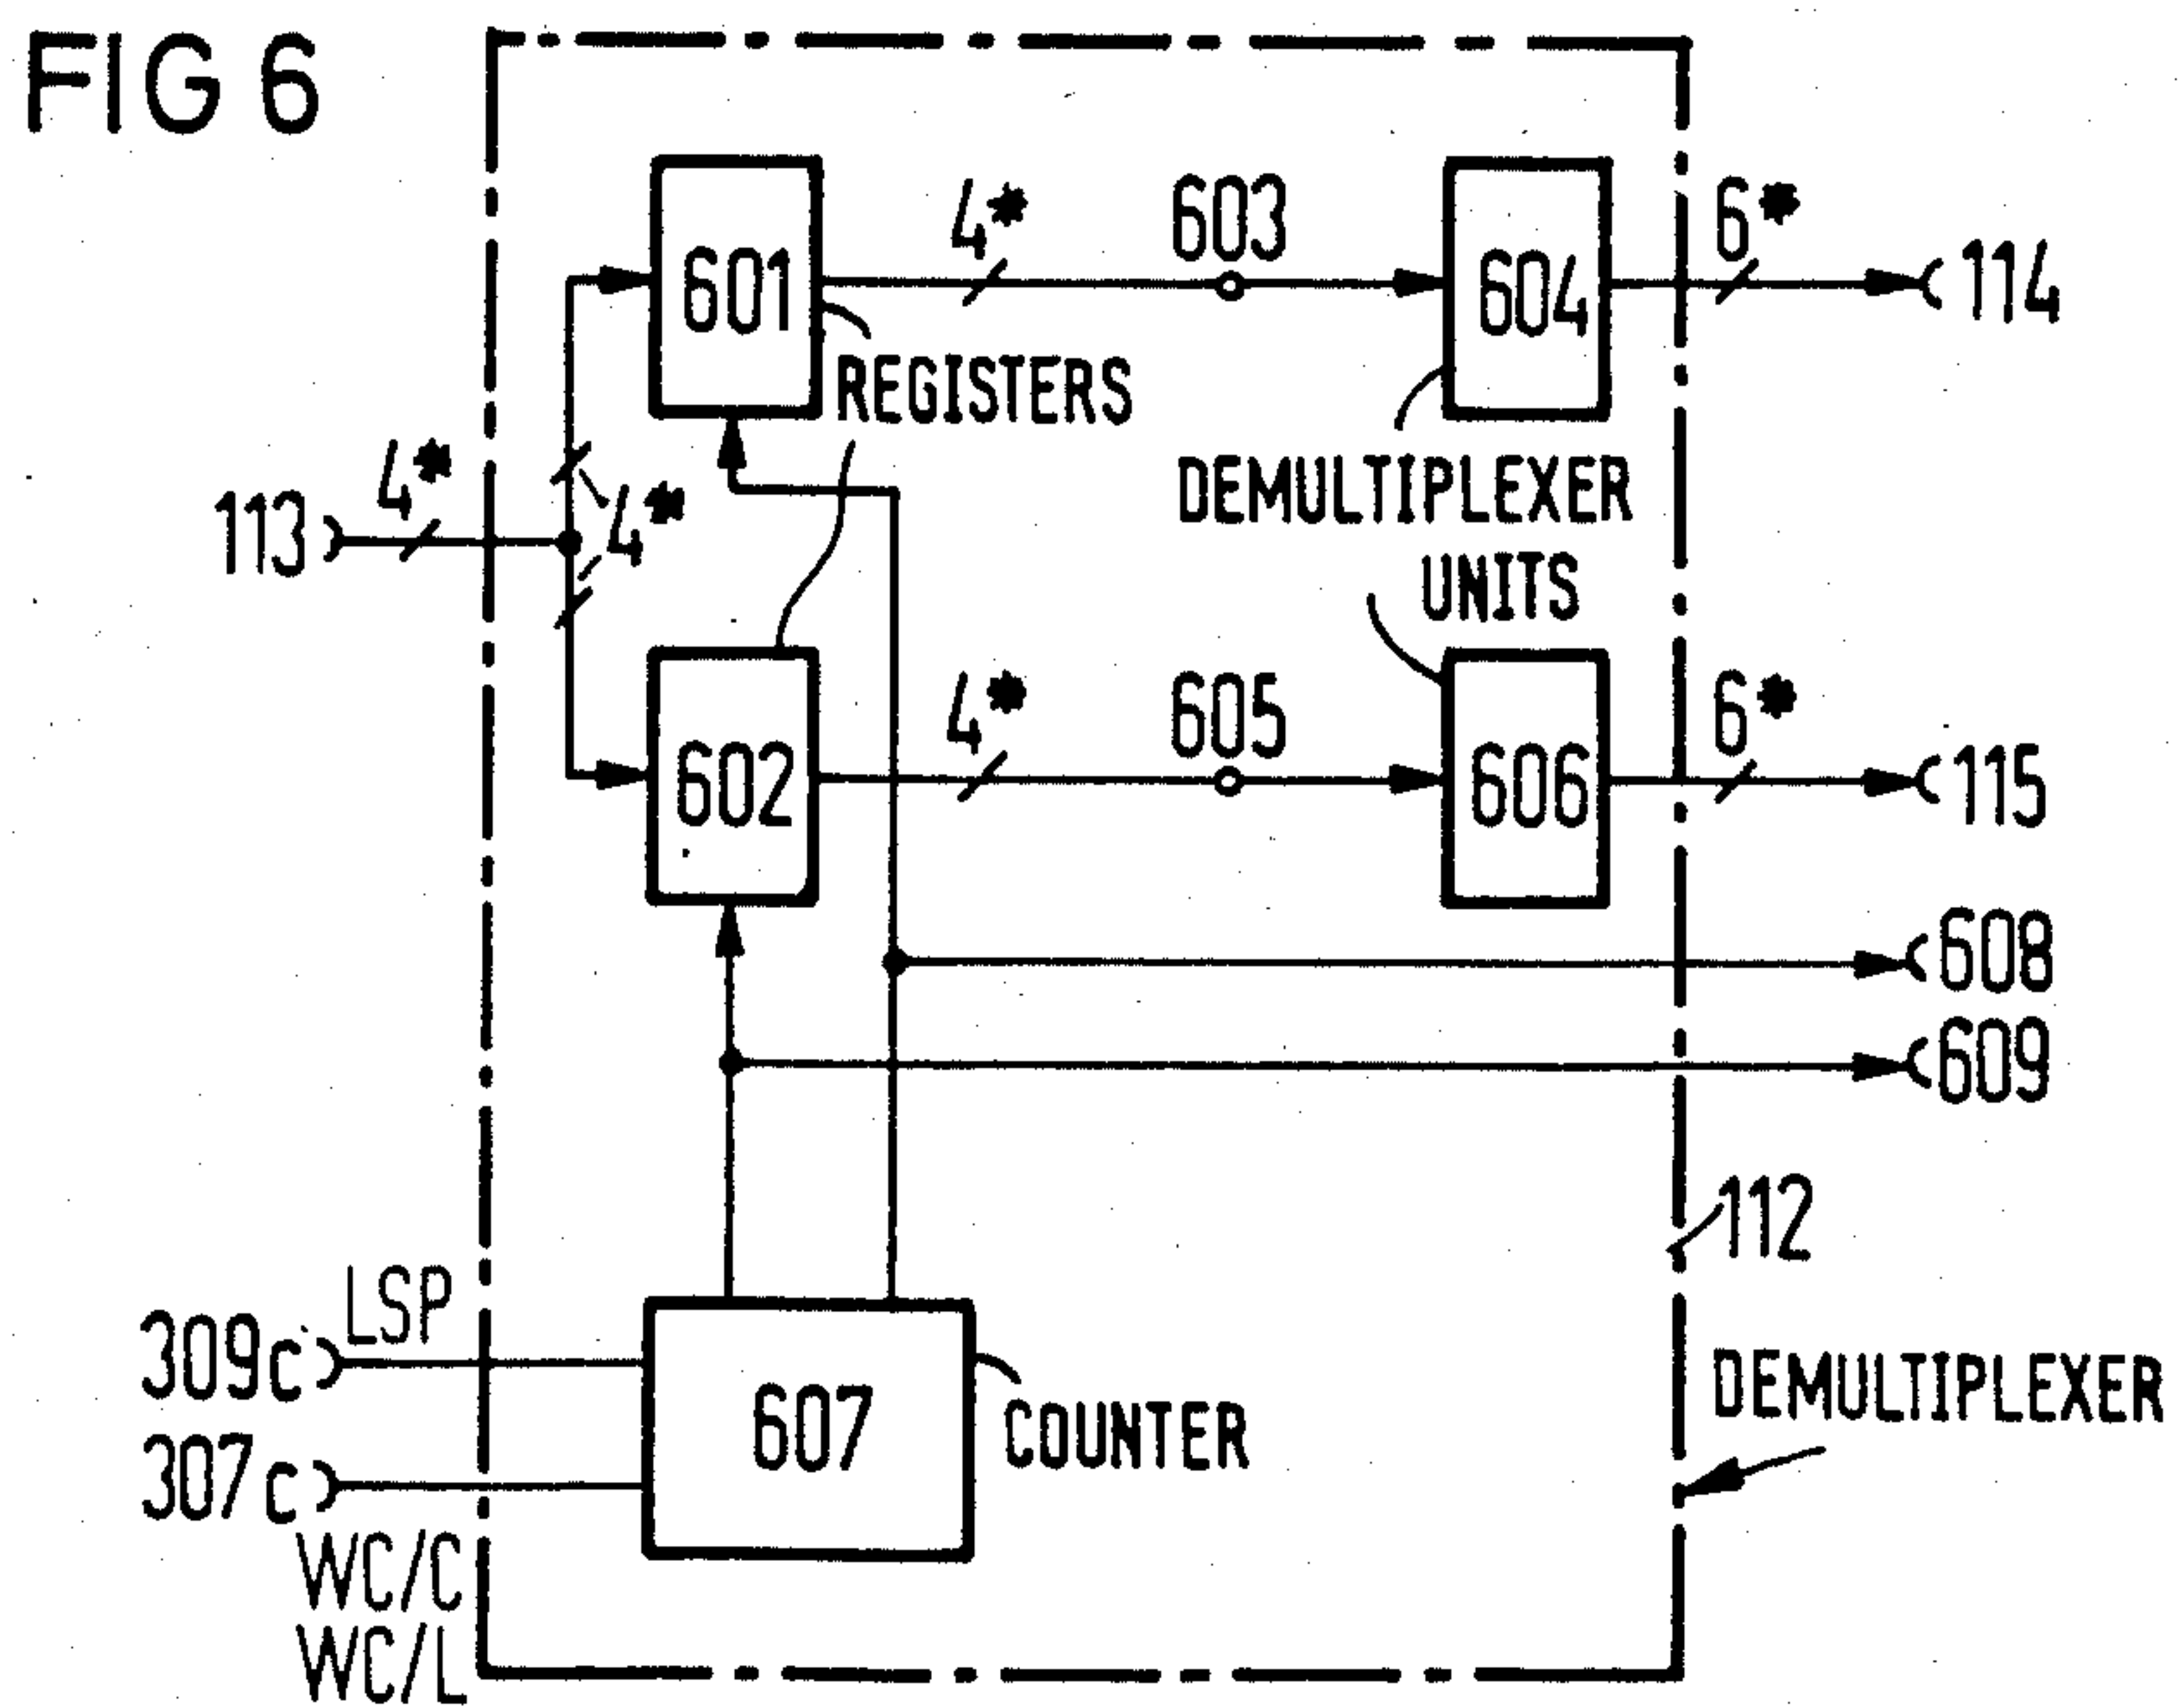 FIG 6
4* 603 6*
601 604 114
REGISTERS
4*
113 4*
DEMULTIPLEXER
UNITS
4* 605 6*
602 606 115
608
609
112
LSP
309c
607 COUNTER
DEMULTIPLEXER
307c
WC/C
WC/L